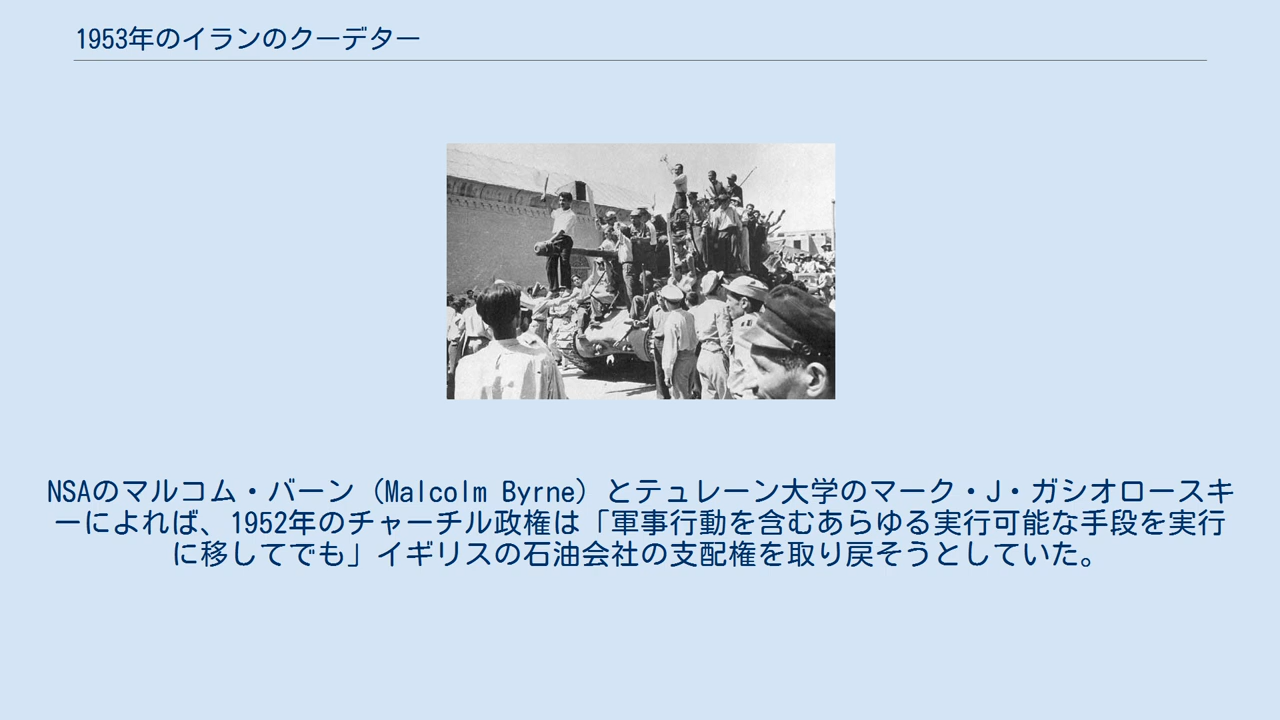 1953年のイランのクーデター
NSAのマルコム・バーン（Malcolm Byrne）とテュレーン大学のマーク・J・ガシオロースキ
ーによれば、1952年のチャーチル政権は「軍事行動を含むあらゆる実行可能な手段を実行
に移してでも」イギリスの石油会社の支配権を取り戻そうとしていた。